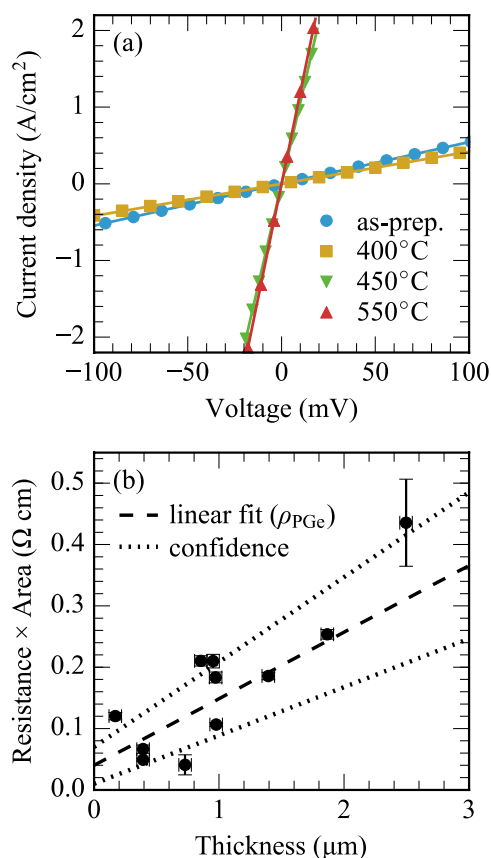 (a)
Current density (A/cm²)
2
1
0
−1
−2
as-prep.
400°C
450°C
550°C
−100
−50
0
50
100
Voltage (mV)
(b)
Resistance × Area (Ω cm)
0.5
0.4
0.3
0.2
0.1
0.0
linear fit (ρPGe)
confidence
0
1
2
3
Thickness (μm)